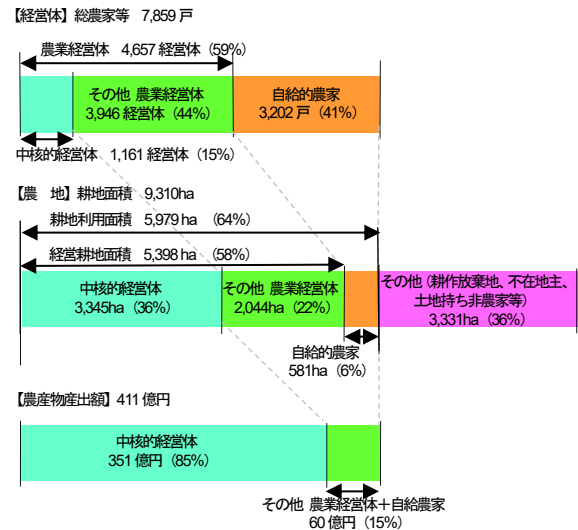 【経営体】総農家等 7,859 戸
農業経営体 4,657 経営体（59%）
その他 農業経営体
3,946 経営体（44%）
自給的農家
3,202 戸（41%）
中核的経営体 1,161 経営体（15%）
【農 地】耕地面積 9,310ha
耕地利用面積 5,979 ha （64%）
経営耕地面積 5,398 ha （58%）
中核的経営体
3,345ha（36%）
その他 農業経営体
2,044ha（22%）
その他（耕作放棄地、不在地主、
土地持ち非農家等）
3,331ha（36%）
自給的農家
581ha（6%）
【農産物産出額】411 億円
中核的経営体
351 億円（85%）
その他 農業経営体＋自給農家
60 億円（15%）